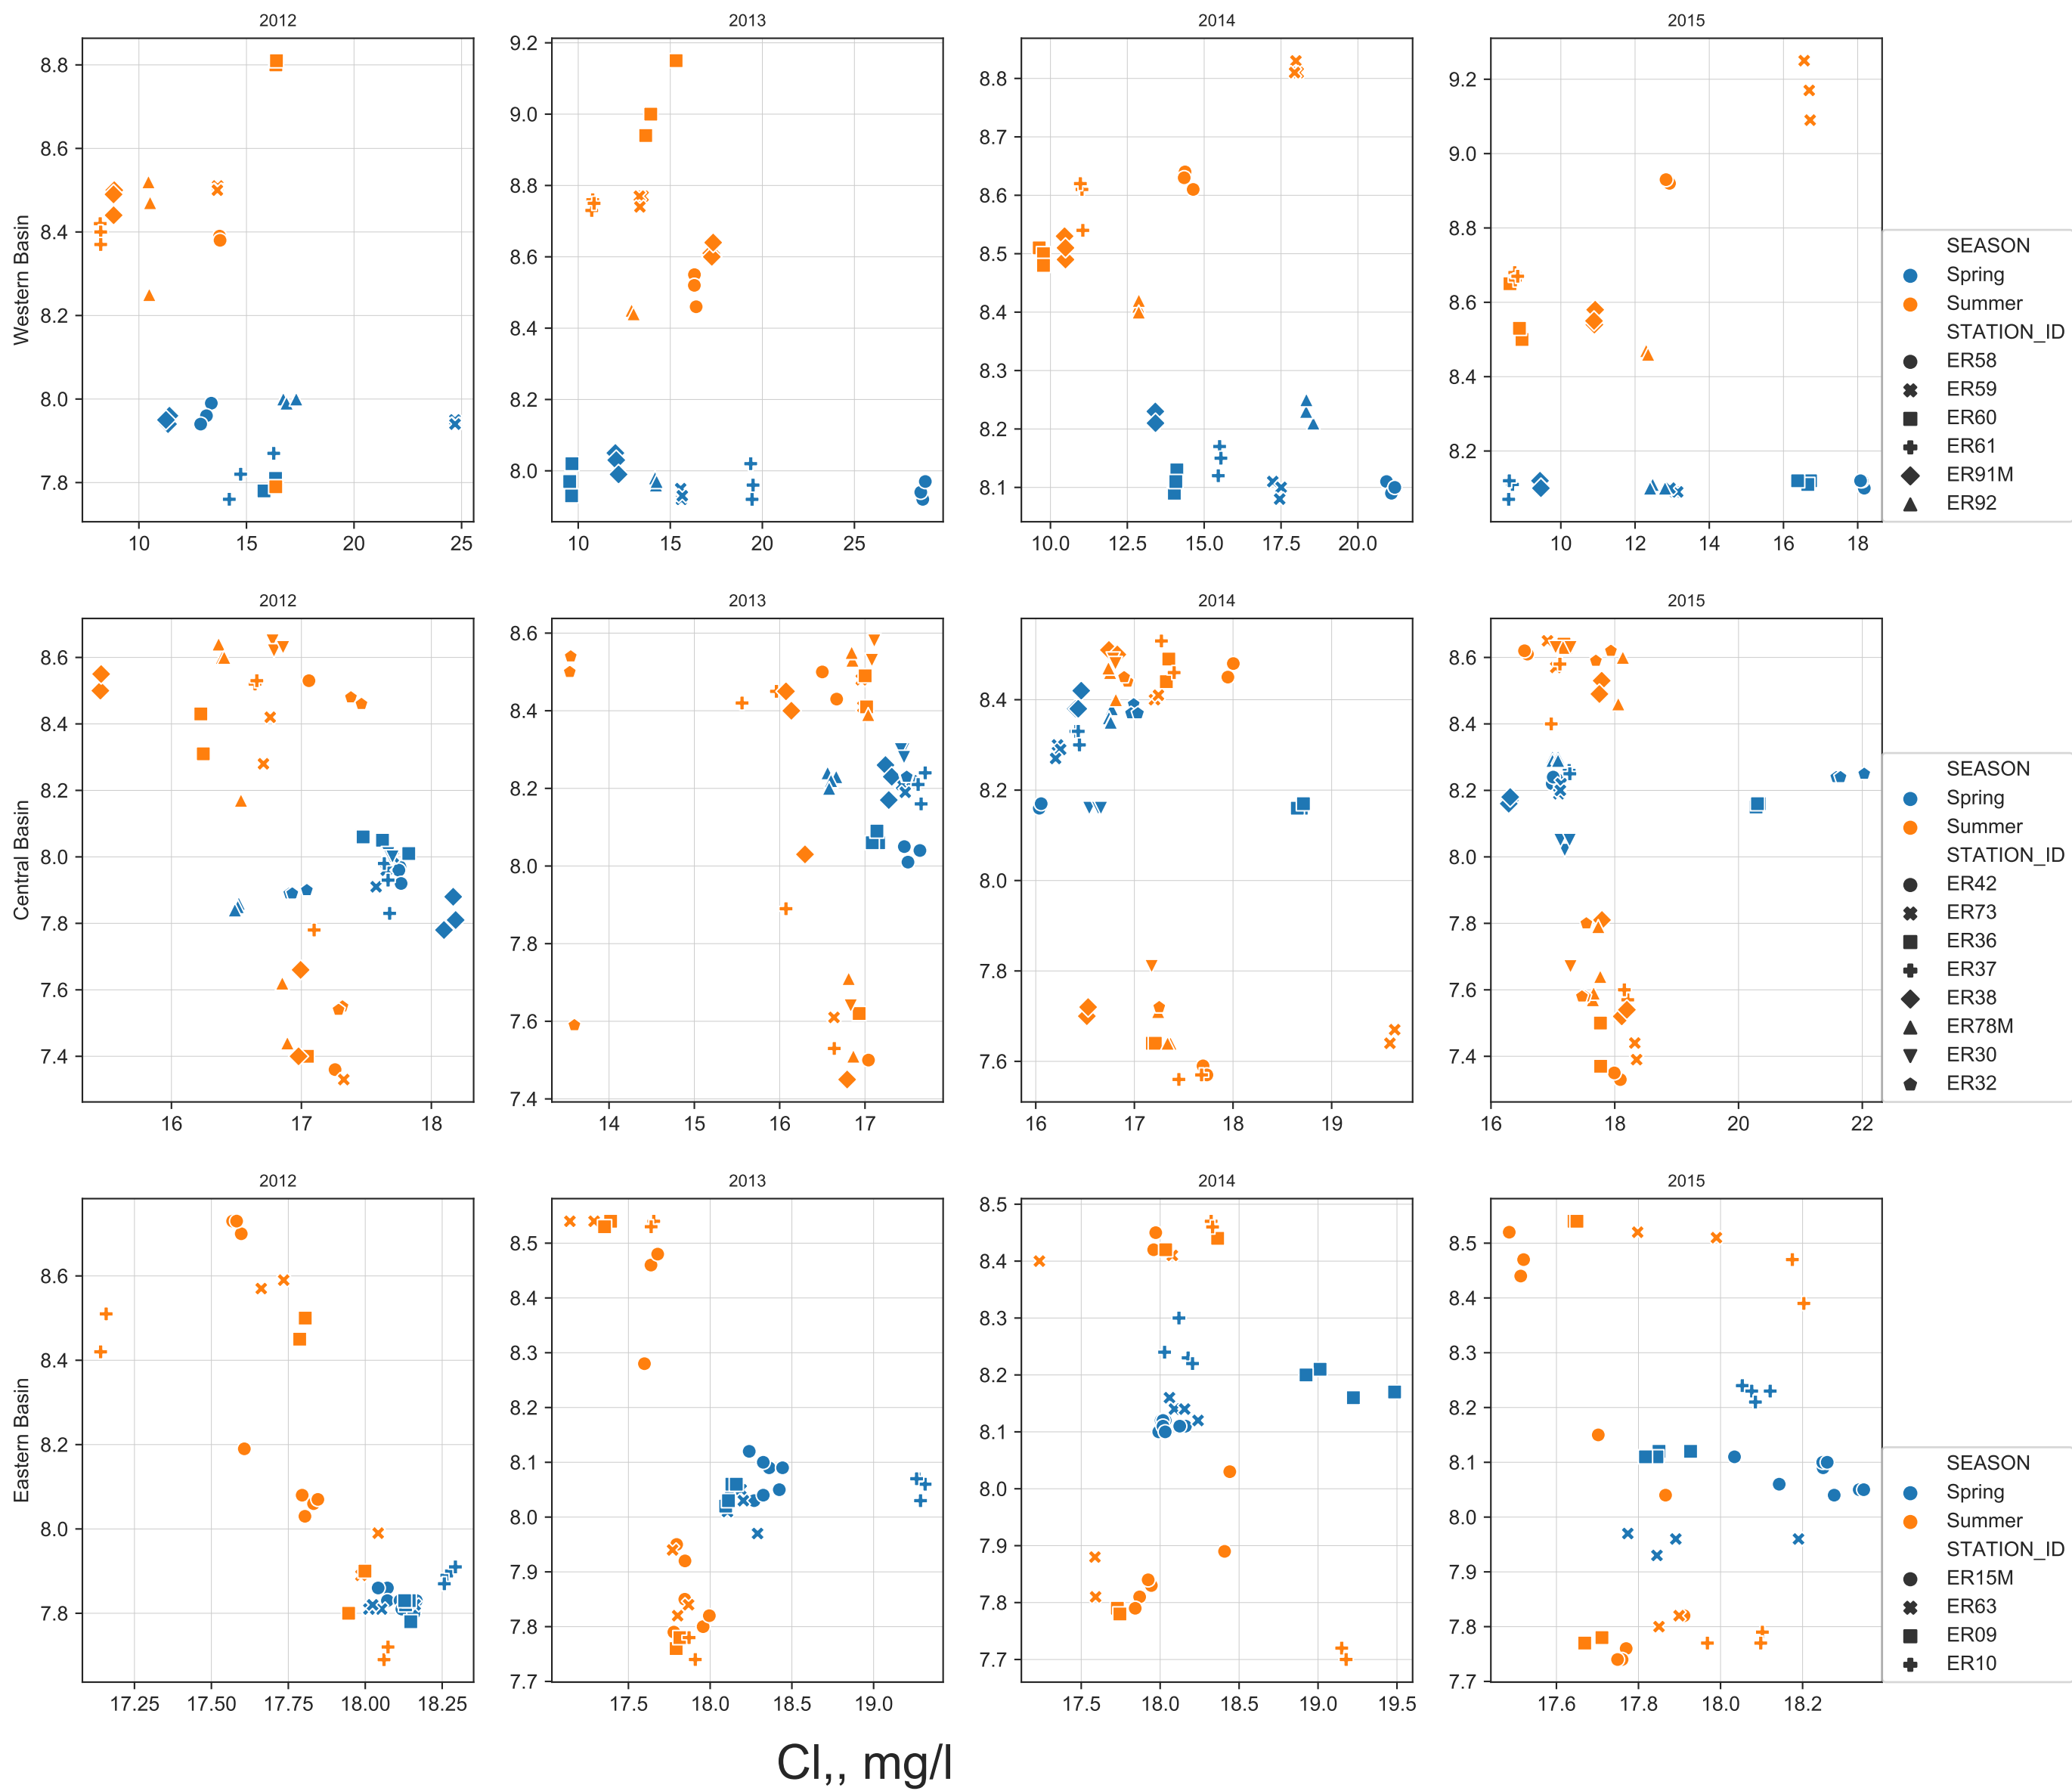 2012 2013 2014 2015
8.8 9.2 8.8 9.2
8.6 9.0 8.7 9.0
8.4 8.8 8.6 8.8
8.2 8.6 8.5 8.6
8.0 8.4 8.4 8.4
7.8 8.2 8.3 8.2
8.0 8.2
8.1
Western Basin
10 15 20 25
10 15 20 25
10.0 12.5 15.0 17.5 20.0
10 12 14 16 18
SEASON
Spring
Summer
STATION_ID
ER58
ER59
ER60
ER61
ER91M
ER92
2012 2013 2014 2015
8.6 8.6 8.4 8.6
8.4 8.4 8.2 8.4
8.2 8.2 8.0 8.2
8.0 8.0 7.8 8.0
7.8 7.8 7.6 7.8
7.6 7.6 7.6
7.4 7.4 7.4
Central Basin
16 17 18
14 15 16 17
16 17 18 19
16 18 20 22
SEASON
Spring
Summer
STATION_ID
ER42
ER73
ER36
ER37
ER38
ER78M
ER30
ER32
2012 2013 2014 2015
8.6 8.5 8.5 8.5
8.4 8.4 8.4 8.4
8.2 8.3 8.3 8.3
8.0 8.2 8.2 8.2
7.8 8.1 8.1 8.1
8.0 8.0 8.0
7.9 7.9 7.9
7.8 7.8 7.8
7.7 7.7 7.7
Eastern Basin
17.25 17.50 17.75 18.00 18.25
17.5 18.0 18.5 19.0
17.5 18.0 18.5 19.0 19.5
17.6 17.8 18.0 18.2
SEASON
Spring
Summer
STATION_ID
ER15M
ER63
ER09
ER10
Cl,, mg/l